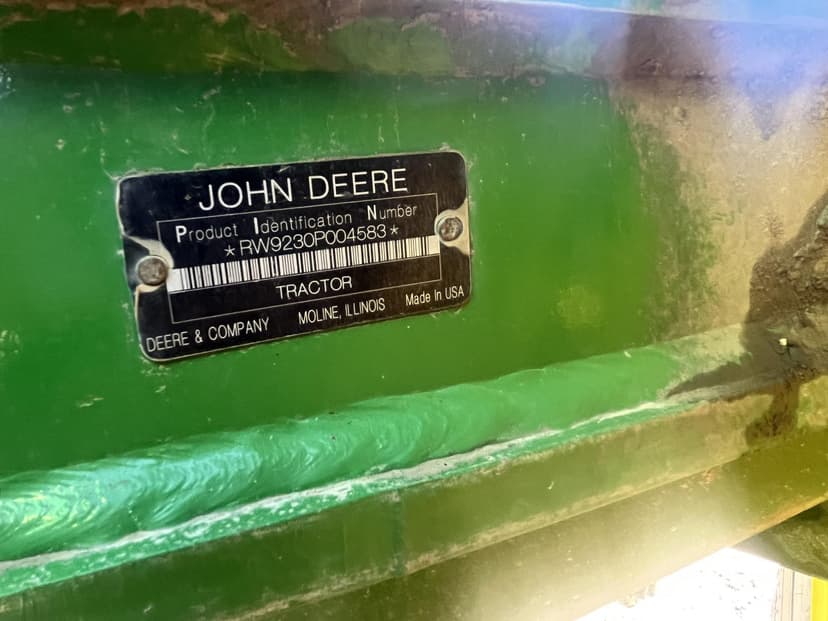 JOHN DEERE
Product Identification Number
*RW9230P004583*
TRACTOR
DEERE & COMPANY MOLINE, ILLINOIS Made In USA